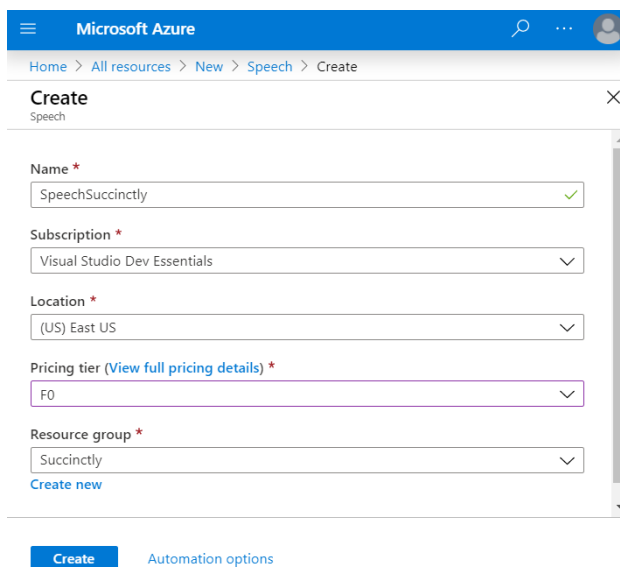 Microsoft Azure
Home > All resources > New > Speech > Create
Create
Speech
Name *
SpeechSuccinctly
Subscription *
Visual Studio Dev Essentials
Location *
(US) East US
Pricing tier (View full pricing details) *
F0
Resource group *
Succinctly
Create new
Create Automation options